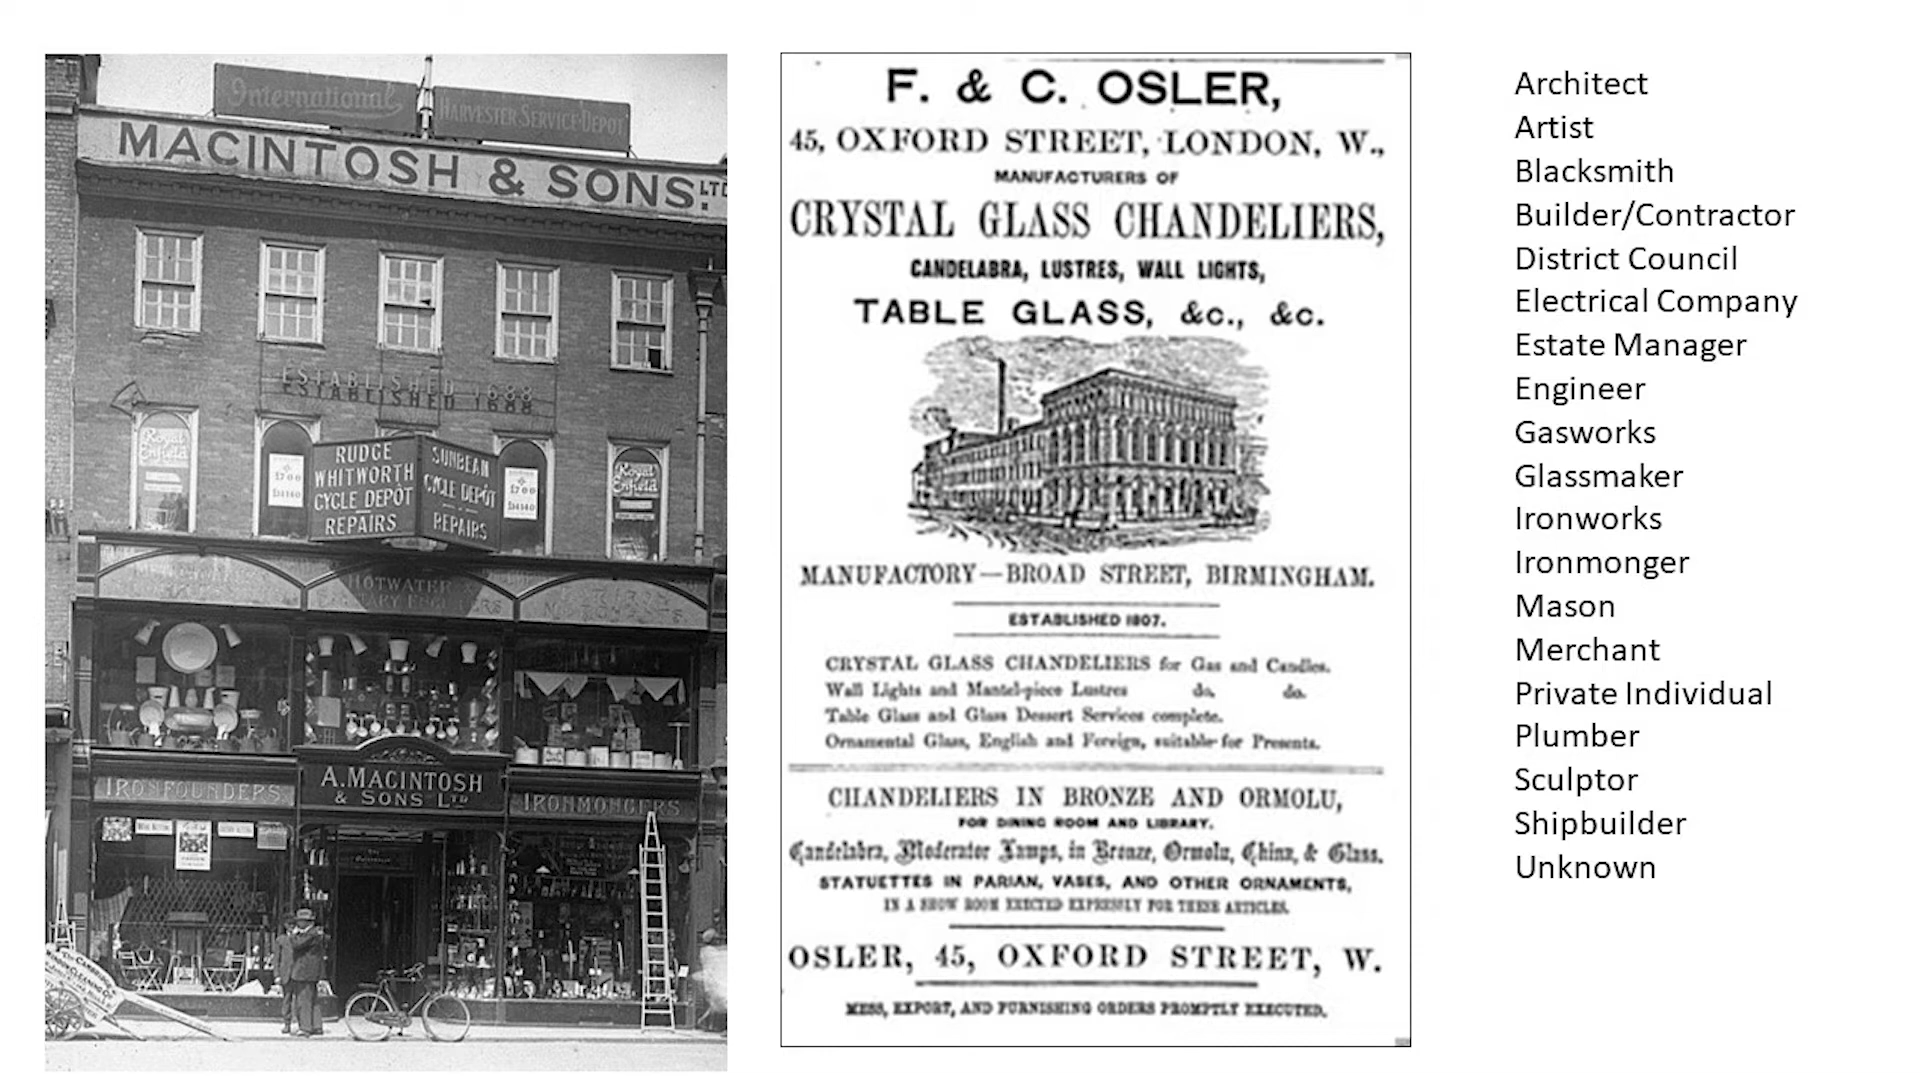 International
HARVESTER SERVICE DEPOT
MACINTOSH & SONS LTD
ESTABLISHED 1688
Royal
Enfield
RUDGE
WHITWORTH
CYCLE DEPÔT
REPAIRS
SUNBEAM
CYCLE DEPÔT
REPAIRS
Royal
Enfield
HOTWATER
IRONFOUNDERS
A. MACINTOSH
& SONS LTD
IRONMONGERS
F. & C. OSLER,
45, OXFORD STREET, LONDON, W.,
MANUFACTURERS OF
CRYSTAL GLASS CHANDELIERS,
CANDELABRA, LUSTRES, WALL LIGHTS,
TABLE GLASS, &c., &c.
MANUFACTORY—BROAD STREET, BIRMINGHAM.
ESTABLISHED 1807.
CRYSTAL GLASS CHANDELIERS for Gas and Candles.
Wall Lights and Mantel-piece Lustres do. do.
Table Glass and Glass Dessert Services complete.
Ornamental Glass, English and Foreign, suitable for Presents.
CHANDELIERS IN BRONZE AND ORMOLU,
FOR DINING ROOM AND LIBRARY.
Candelabra, Moderator Lamps, in Bronze, Ormolu, China, & Glass.
STATUETTES IN PARIAN, VASES, AND OTHER ORNAMENTS,
IN A SHOW ROOM ERECTED EXPRESSLY FOR THESE ARTICLES.
OSLER, 45, OXFORD STREET, W.
MESS, EXPORT, AND FURNISHING ORDERS PROMPTLY EXECUTED.
Architect
Artist
Blacksmith
Builder/Contractor
District Council
Electrical Company
Estate Manager
Engineer
Gasworks
Glassmaker
Ironworks
Ironmonger
Mason
Merchant
Private Individual
Plumber
Sculptor
Shipbuilder
Unknown